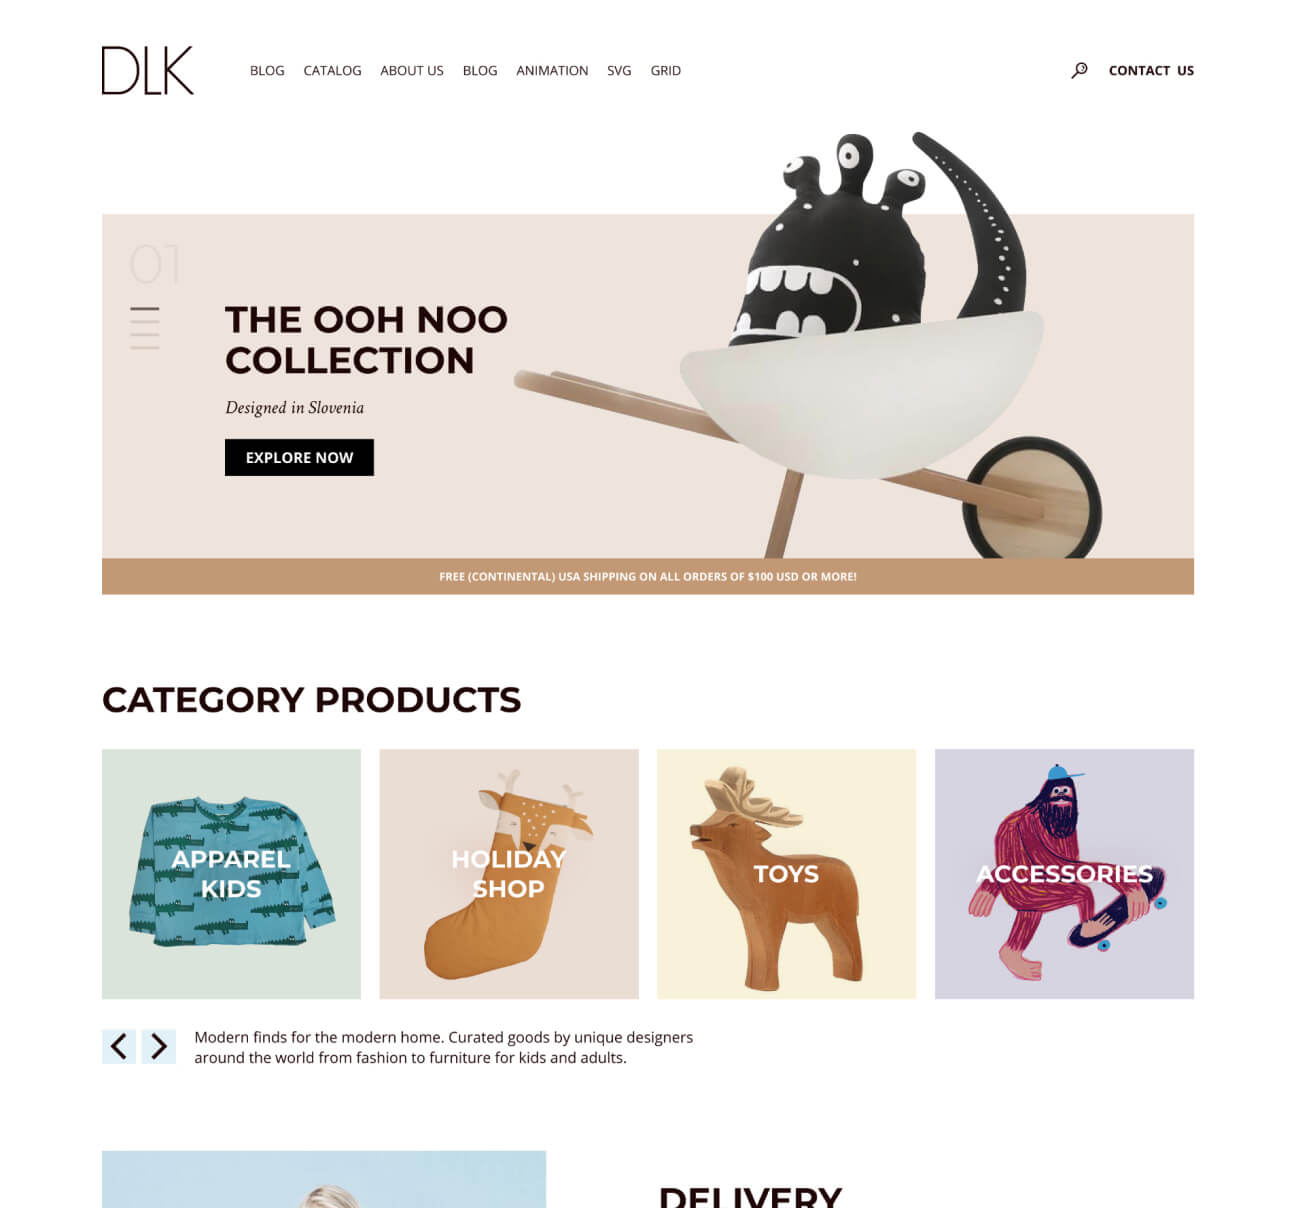 DLK
BLOG CATALOG ABOUT US BLOG ANIMATION SVG GRID
CONTACT US
01
THE OOH NOO
COLLECTION
Designed in Slovenia
EXPLORE NOW
FREE (CONTINENTAL) USA SHIPPING ON ALL ORDERS OF $100 USD OR MORE!
CATEGORY PRODUCTS
APPAREL
KIDS
HOLIDAY
SHOP
TOYS
ACCESSORIES
Modern finds for the modern home. Curated goods by unique designers
around the world from fashion to furniture for kids and adults.
DELIVERY